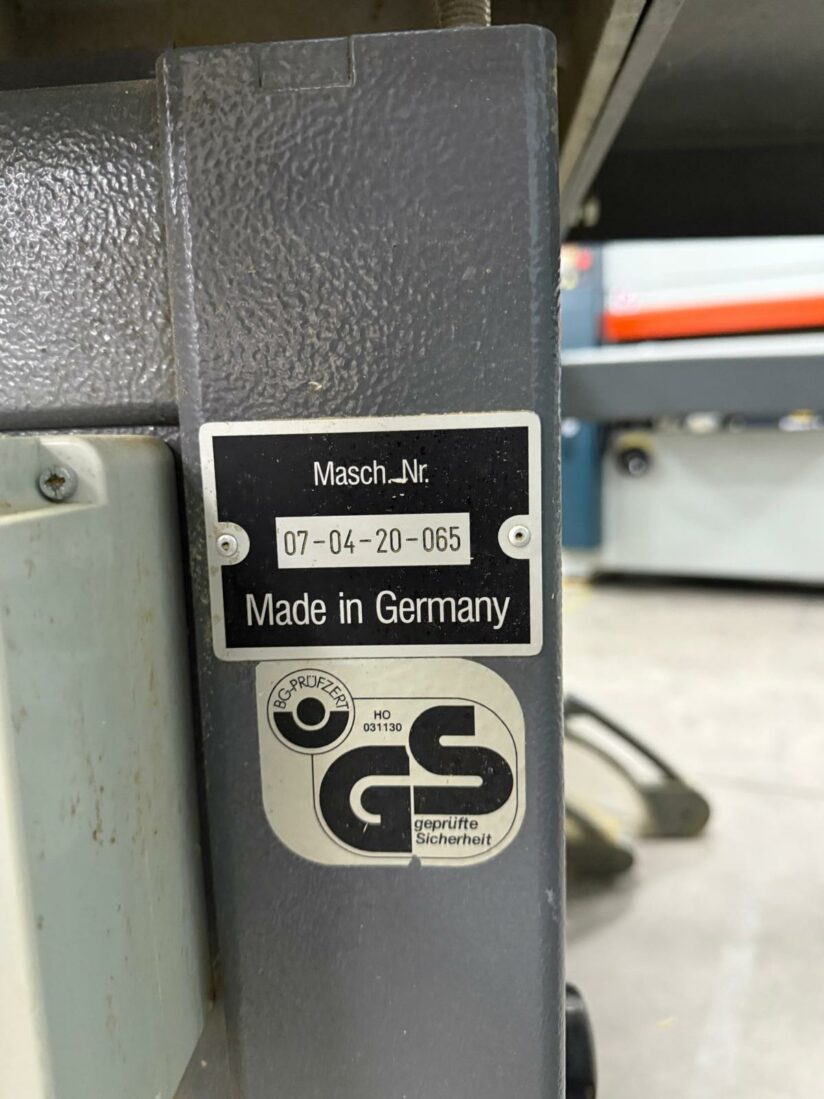 Masch. Nr.
07-04-20-065
Made in Germany
BG-PRÜFZERT
HO
031130
GS
geprüfte
Sicherheit